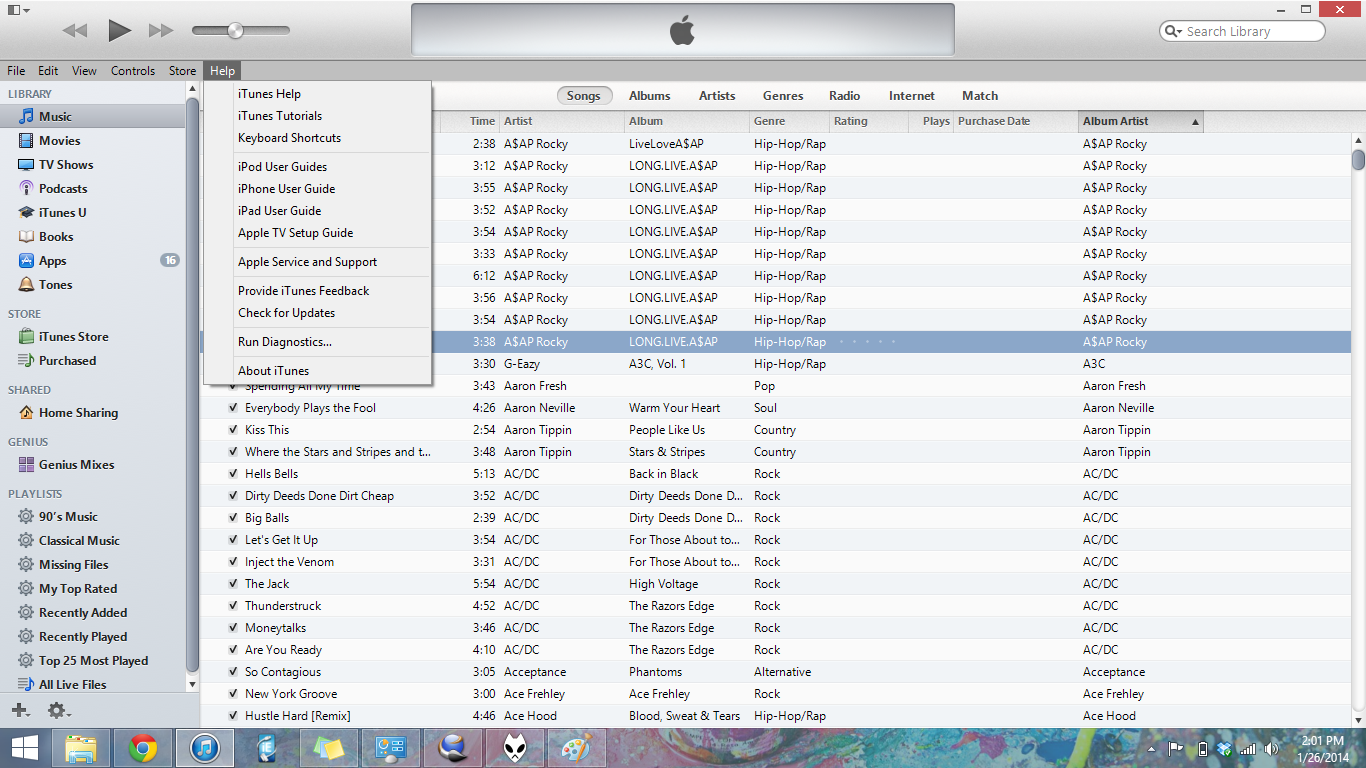 Search Library
File Edit View Controls Store Help
LIBRARY
Music
Movies
TV Shows
Podcasts
iTunes U
Books
Apps 16
Tones
STORE
iTunes Store
Purchased
SHARED
Home Sharing
GENIUS
Genius Mixes
PLAYLISTS
90's Music
Classical Music
Missing Files
My Top Rated
Recently Added
Recently Played
Top 25 Most Played
All Live Files
iTunes Help
iTunes Tutorials
Keyboard Shortcuts
iPod User Guides
iPhone User Guide
iPad User Guide
Apple TV Setup Guide
Apple Service and Support
Provide iTunes Feedback
Check for Updates
Run Diagnostics...
About iTunes
Songs Albums Artists Genres Radio Internet Match
Time Artist Album Genre Rating Plays Purchase Date Album Artist
2:38 A$AP Rocky LiveLoveA$AP Hip-Hop/Rap A$AP Rocky
3:12 A$AP Rocky LONG.LIVE.A$AP Hip-Hop/Rap A$AP Rocky
3:55 A$AP Rocky LONG.LIVE.A$AP Hip-Hop/Rap A$AP Rocky
3:52 A$AP Rocky LONG.LIVE.A$AP Hip-Hop/Rap A$AP Rocky
3:54 A$AP Rocky LONG.LIVE.A$AP Hip-Hop/Rap A$AP Rocky
3:33 A$AP Rocky LONG.LIVE.A$AP Hip-Hop/Rap A$AP Rocky
6:12 A$AP Rocky LONG.LIVE.A$AP Hip-Hop/Rap A$AP Rocky
3:56 A$AP Rocky LONG.LIVE.A$AP Hip-Hop/Rap A$AP Rocky
3:54 A$AP Rocky LONG.LIVE.A$AP Hip-Hop/Rap A$AP Rocky
3:38 A$AP Rocky LONG.LIVE.A$AP Hip-Hop/Rap A$AP Rocky
3:30 G-Eazy A3C, Vol. 1 Hip-Hop/Rap A3C
Spending All My Time 3:43 Aaron Fresh Pop Aaron Fresh
Everybody Plays the Fool 4:26 Aaron Neville Warm Your Heart Soul Aaron Neville
Kiss This 2:54 Aaron Tippin People Like Us Country Aaron Tippin
Where the Stars and Stripes and t... 3:48 Aaron Tippin Stars & Stripes Country Aaron Tippin
Hells Bells 5:13 AC/DC Back in Black Rock AC/DC
Dirty Deeds Done Dirt Cheap 3:52 AC/DC Dirty Deeds Done D... Rock AC/DC
Big Balls 2:39 AC/DC Dirty Deeds Done D... Rock AC/DC
Let's Get It Up 3:54 AC/DC For Those About to... Rock AC/DC
Inject the Venom 3:31 AC/DC For Those About to... Rock AC/DC
The Jack 5:54 AC/DC High Voltage Rock AC/DC
Thunderstruck 4:52 AC/DC The Razors Edge Rock AC/DC
Moneytalks 3:46 AC/DC The Razors Edge Rock AC/DC
Are You Ready 4:10 AC/DC The Razors Edge Rock AC/DC
So Contagious 3:05 Acceptance Phantoms Alternative Acceptance
New York Groove 3:00 Ace Frehley Ace Frehley Rock Ace Frehley
Hustle Hard [Remix] 4:46 Ace Hood Blood, Sweat & Tears Hip-Hop/Rap Ace Hood
2:01 PM
1/26/2014